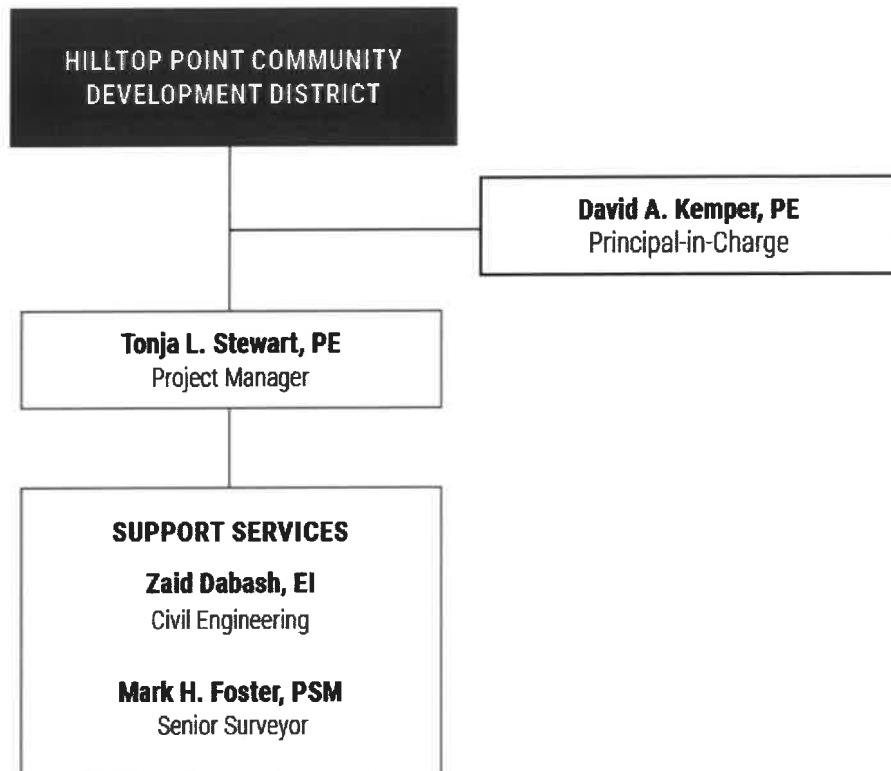 HILLTOP POINT COMMUNITY
DEVELOPMENT DISTRICT
David A. Kemper, PE
Principal-in-Charge
Tonja L. Stewart, PE
Project Manager
SUPPORT SERVICES
Zaid Dabash, EI
Civil Engineering
Mark H. Foster, PSM
Senior Surveyor